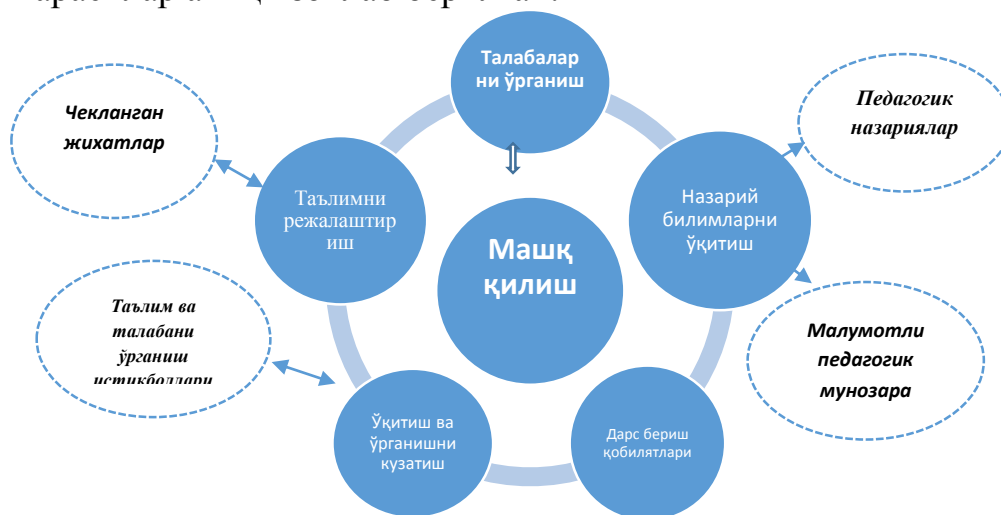 Талабалар
ни ўрганиш
Чекланган
жихатлар
Педагогик
назариялар
Таълимни
режалаштир
иш
Назарий
билимларни
ўқитиш
Машқ
қилиш
Таълим ва
талабани
ўрганиш
истиқболлари
Малумотли
педагогик
мунозара
Ўқитиш ва
ўрганишни
кузатиш
Дарс бериш
қобилятлари